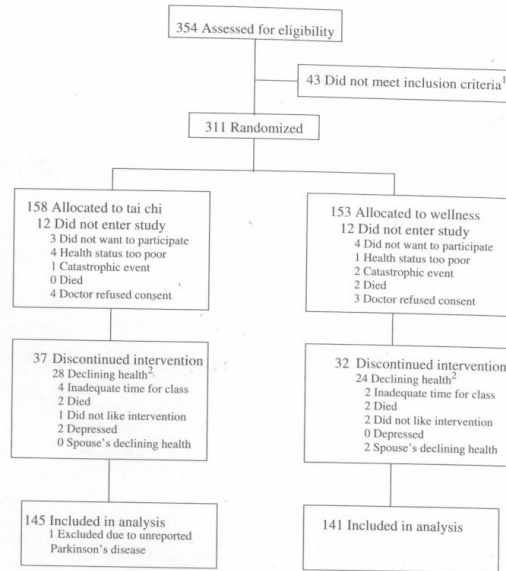 354 Assessed for eligibility
43 Did not meet inclusion criteria1
311 Randomized
158 Allocated to tai chi
12 Did not enter study
3 Did not want to participate
4 Health status too poor
1 Catastrophic event
0 Died
4 Doctor refused consent
153 Allocated to wellness
12 Did not enter study
4 Did not want to participate
1 Health status too poor
2 Catastrophic event
2 Died
3 Doctor refused consent
37 Discontinued intervention
28 Declining health2
4 Inadequate time for class
2 Died
1 Did not like intervention
2 Depressed
0 Spouse's declining health
32 Discontinued intervention
24 Declining health2
2 Inadequate time for class
2 Died
2 Did not like intervention
0 Depressed
2 Spouse's declining health
145 Included in analysis
1 Excluded due to unreported
Parkinson's disease
141 Included in analysis